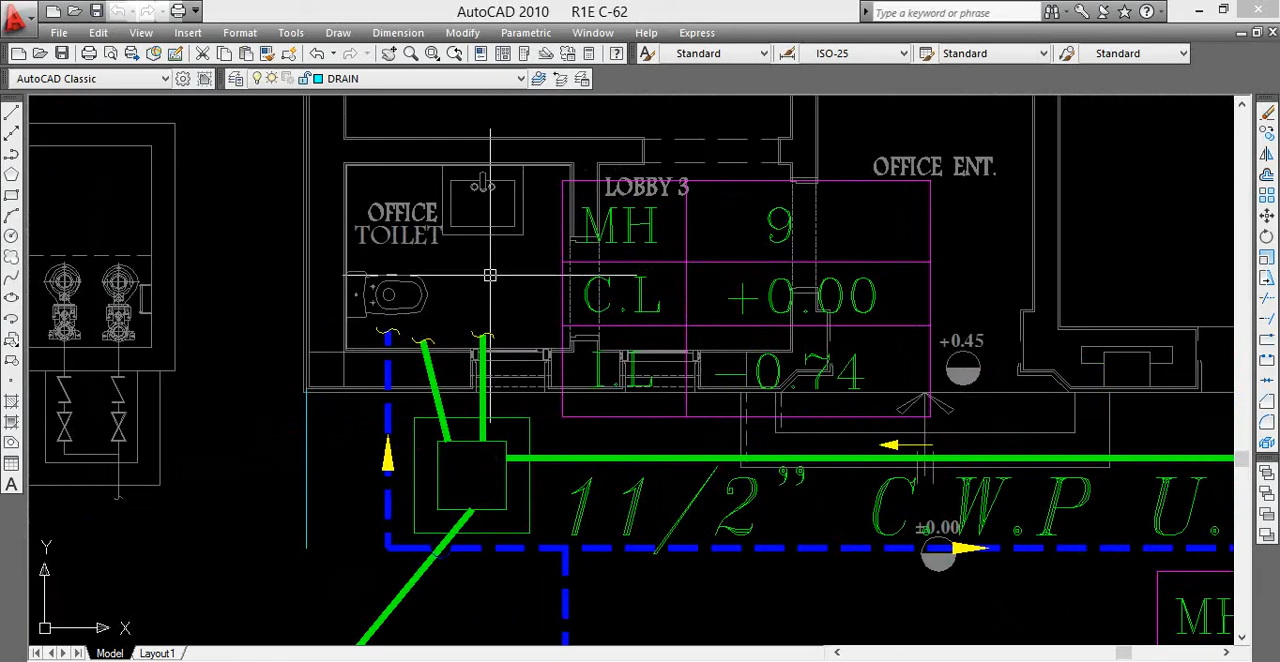 AutoCAD 2010 R1E C-62
Type a keyword or phrase
File Edit View Insert Format Tools Draw Dimension Modify Parametric Window Help Express
Standard ISO-25 Standard Standard
AutoCAD Classic DRAIN
OFFICE ENT.
LOBBY 3
OFFICE
TOILET
MH 9
C.L +0.00
I.L -0.74
+0.45
11/2” C.W.P U.
±0.00
MH
Y
X
A
Model Layout1